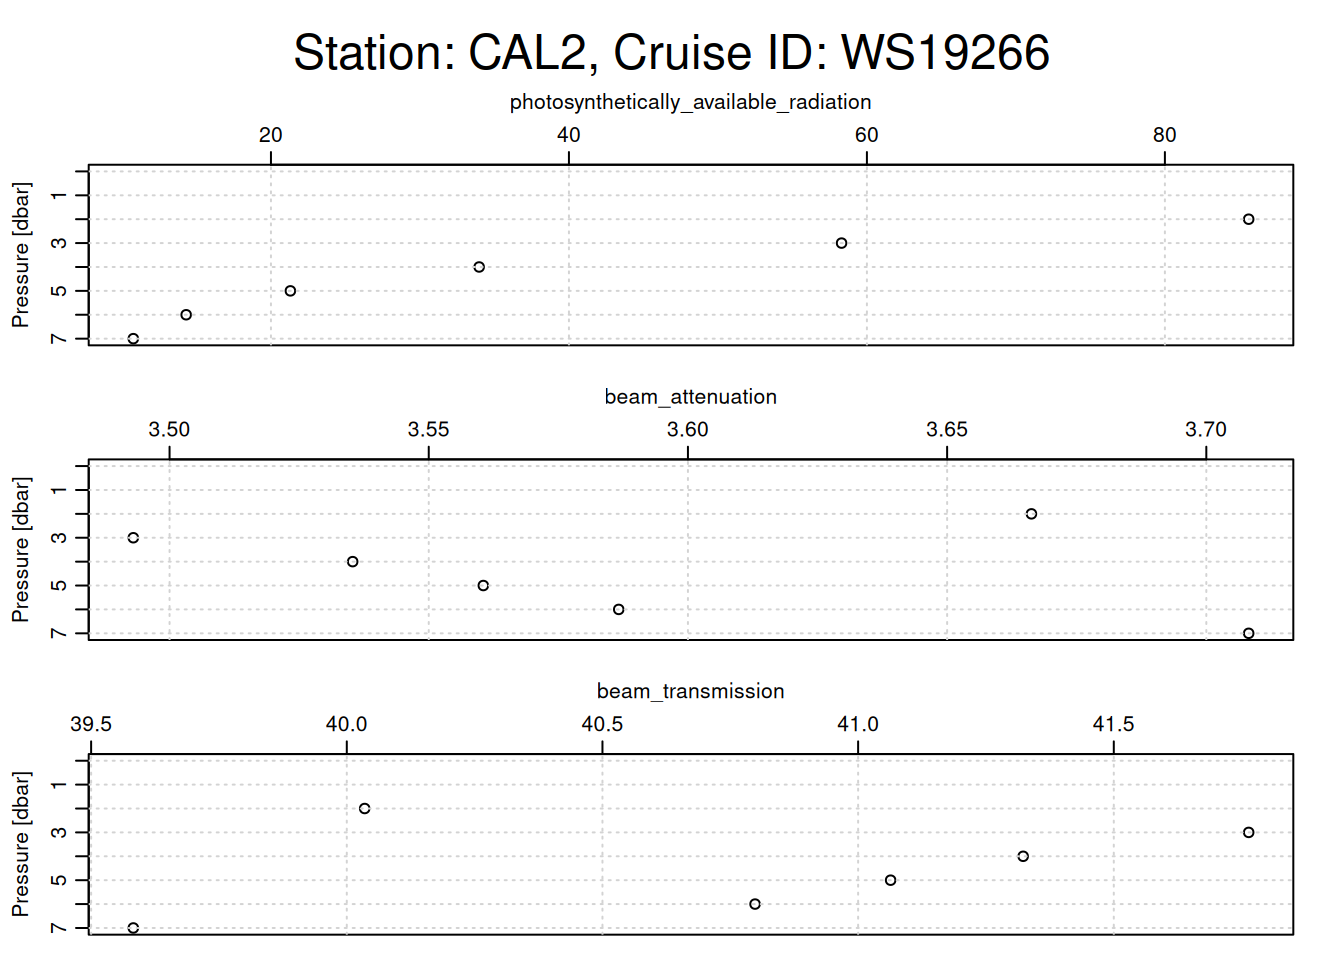 Station: CAL2, Cruise ID: WS19266
photosynthetically_available_radiation
20 40 60 80
Pressure [dbar]
1
3
5
7
beam_attenuation
3.50 3.55 3.60 3.65 3.70
Pressure [dbar]
1
3
5
7
beam_transmission
39.5 40.0 40.5 41.0 41.5
Pressure [dbar]
1
3
5
7